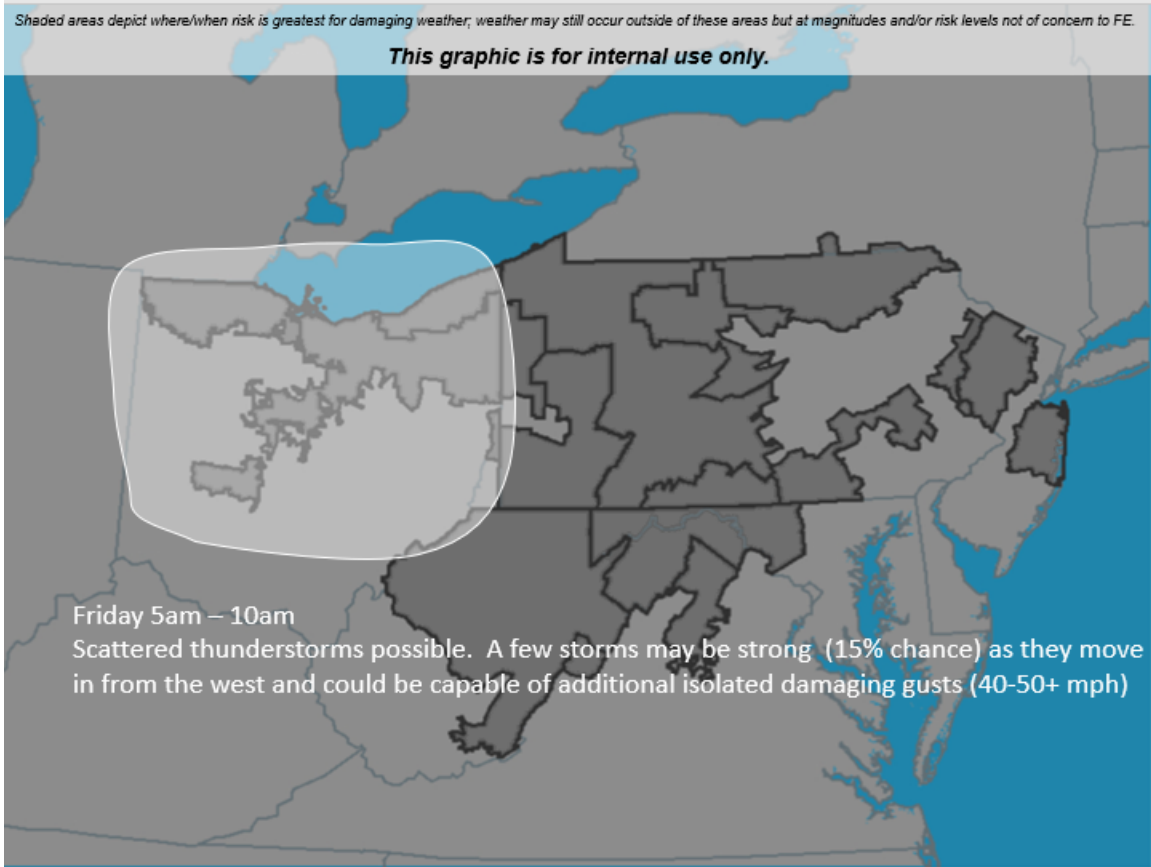 Shaded areas depict where/when risk is greatest for damaging weather; weather may still occur outside of these areas but at magnitudes and/or risk levels not of concern to FE.
This graphic is for internal use only.
Friday 5am – 10am
Scattered thunderstorms possible.  A few storms may be strong  (15% chance) as they move
in from the west and could be capable of additional isolated damaging gusts (40-50+ mph)